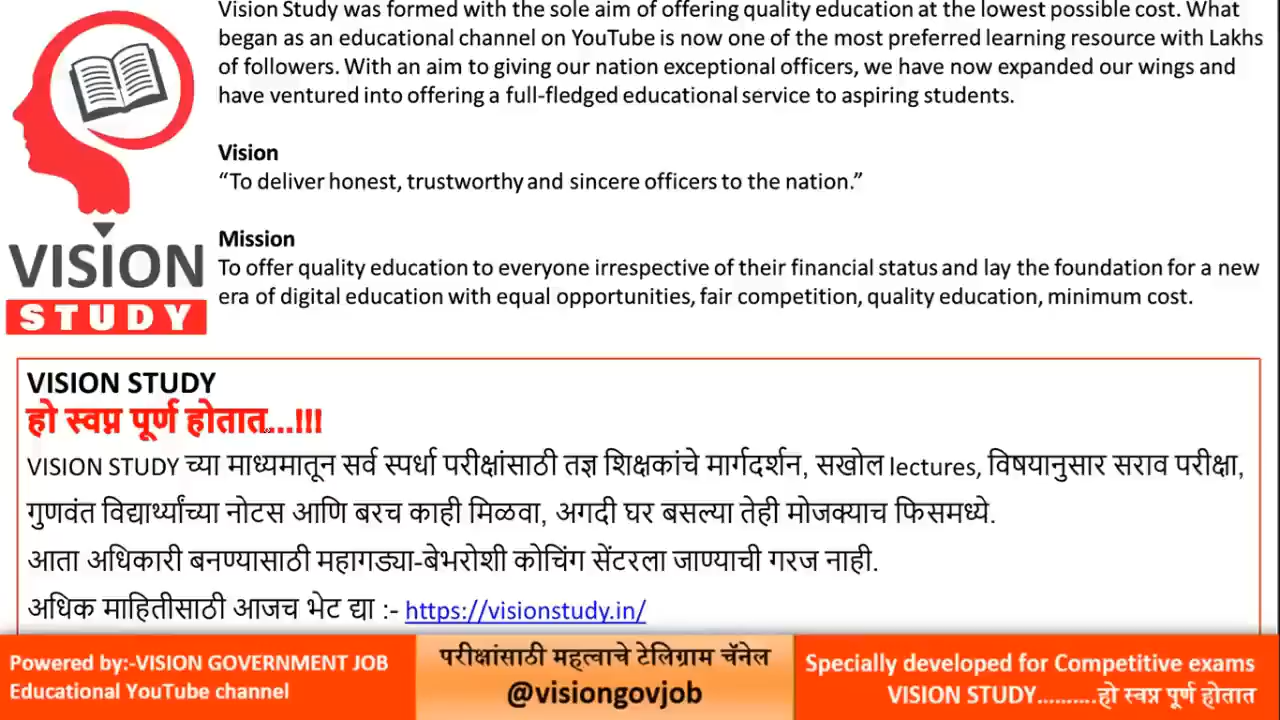 Vision Study was formed with the sole aim of offering quality education at the lowest possible cost. What
began as an educational channel on YouTube is now one of the most preferred learning resource with Lakhs
of followers. With an aim to giving our nation exceptional officers, we have now expanded our wings and
have ventured into offering a full-fledged educational service to aspiring students.
Vision
“To deliver honest, trustworthy and sincere officers to the nation.”
Mission
To offer quality education to everyone irrespective of their financial status and lay the foundation for a new
era of digital education with equal opportunities, fair competition, quality education, minimum cost.
VISION
STUDY
VISION STUDY
हो स्वप्न पूर्ण होतात...!!!
VISION STUDY च्या माध्यमातून सर्व स्पर्धा परीक्षांसाठी तज्ञ शिक्षकांचे मार्गदर्शन, सखोल lectures, विषयानुसार सराव परीक्षा,
गुणवंत विद्यार्थ्यांच्या नोटस आणि बरच काही मिळवा, अगदी घर बसल्या तेही मोजक्याच फिसमध्ये.
आता अधिकारी बनण्यासाठी महागड्या-बेभरोशी कोचिंग सेंटरला जाण्याची गरज नाही.
अधिक माहितीसाठी आजच भेट द्या :- https://visionstudy.in/
Powered by:-VISION GOVERNMENT JOB
Educational YouTube channel
परीक्षांसाठी महत्वाचे टेलिग्राम चॅनेल
@visiongovjob
Specially developed for Competitive exams
VISION STUDY..........हो स्वप्न पूर्ण होतात